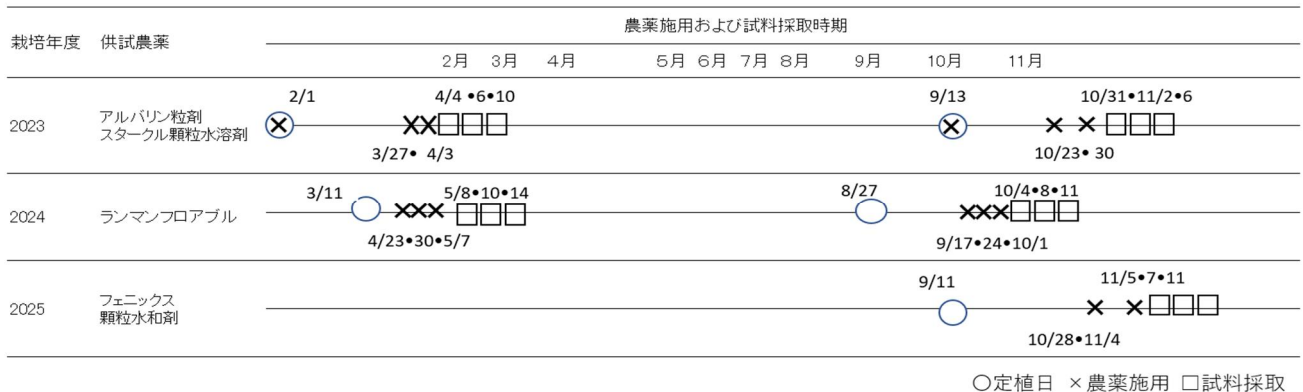 農薬施用および試料採取時期
栽培年度 供試農薬
2月 3月 4月 5月 6月 7月 8月 9月 10月 11月
2/1 4/4 •6•10 9/13 10/31•11/2•6
2023 アルバリン粒剤
スタークル顆粒水溶剤
3/27• 4/3 10/23• 30
3/11 5/8•10•14 8/27 10/4•8•11
2024 ランマンフロアブル
4/23•30•5/7 9/17•24•10/1
9/11 11/5•7•11
2025 フェニックス
顆粒水和剤
10/28•11/4
○定植日 ×農薬施用 □試料採取